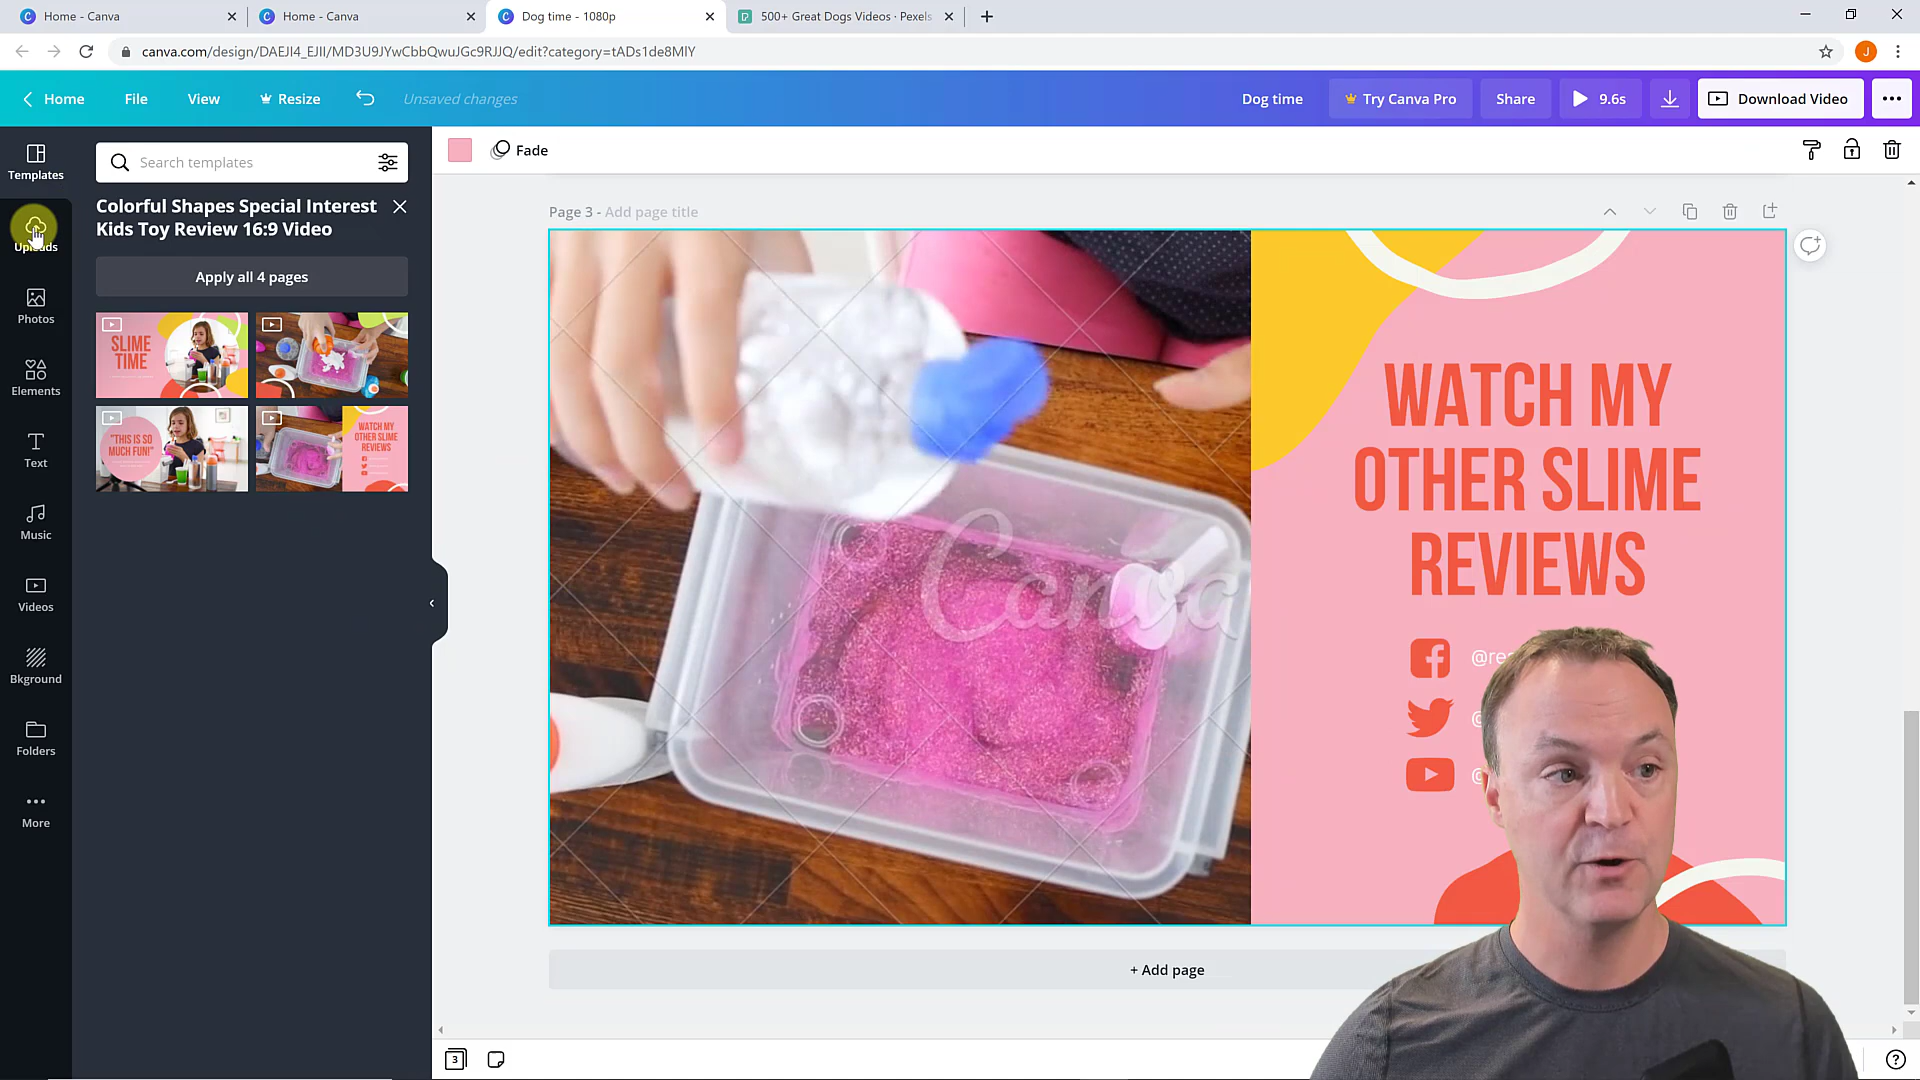 Home - Canva
Home - Canva
Dog time - 1080p
500+ Great Dogs Videos · Pexels
canva.com/design/DAEJI4_EJII/MD3U9JYwCbbQwuJGc9RJJQ/edit?category=tADs1de8MlY
J
Home
File
View
Resize
Unsaved changes
Dog time
Try Canva Pro
Share
9.6s
Download Video
Templates
Uploads
Photos
Elements
Text
Music
Videos
Bkground
Folders
More
Search templates
Colorful Shapes Special Interest
Kids Toy Review 16:9 Video
Apply all 4 pages
SLIME
TIME
"THIS IS SO
MUCH FUN!"
WATCH MY
OTHER SLIME
REVIEWS
Fade
Page 3 - Add page title
Canva
WATCH MY
OTHER SLIME
REVIEWS
+ Add page
3